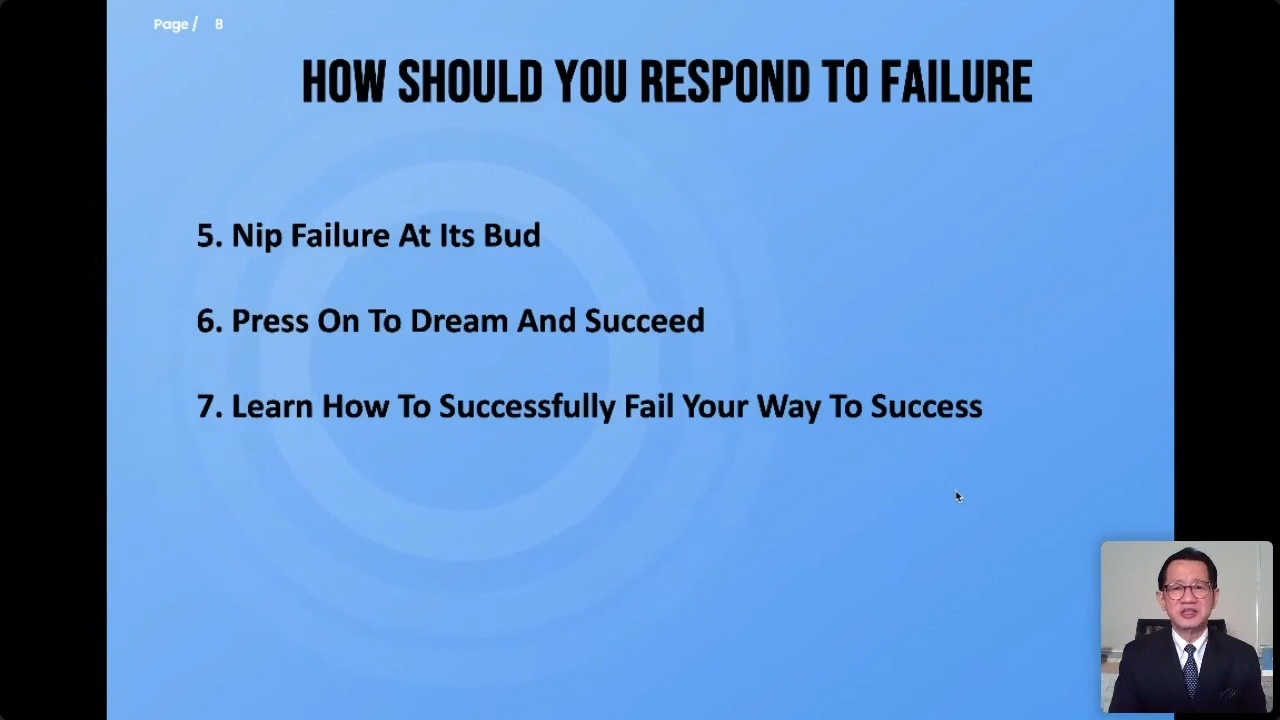 Page / 8
HOW SHOULD YOU RESPOND TO FAILURE
5. Nip Failure At Its Bud
6. Press On To Dream And Succeed
7. Learn How To Successfully Fail Your Way To Success